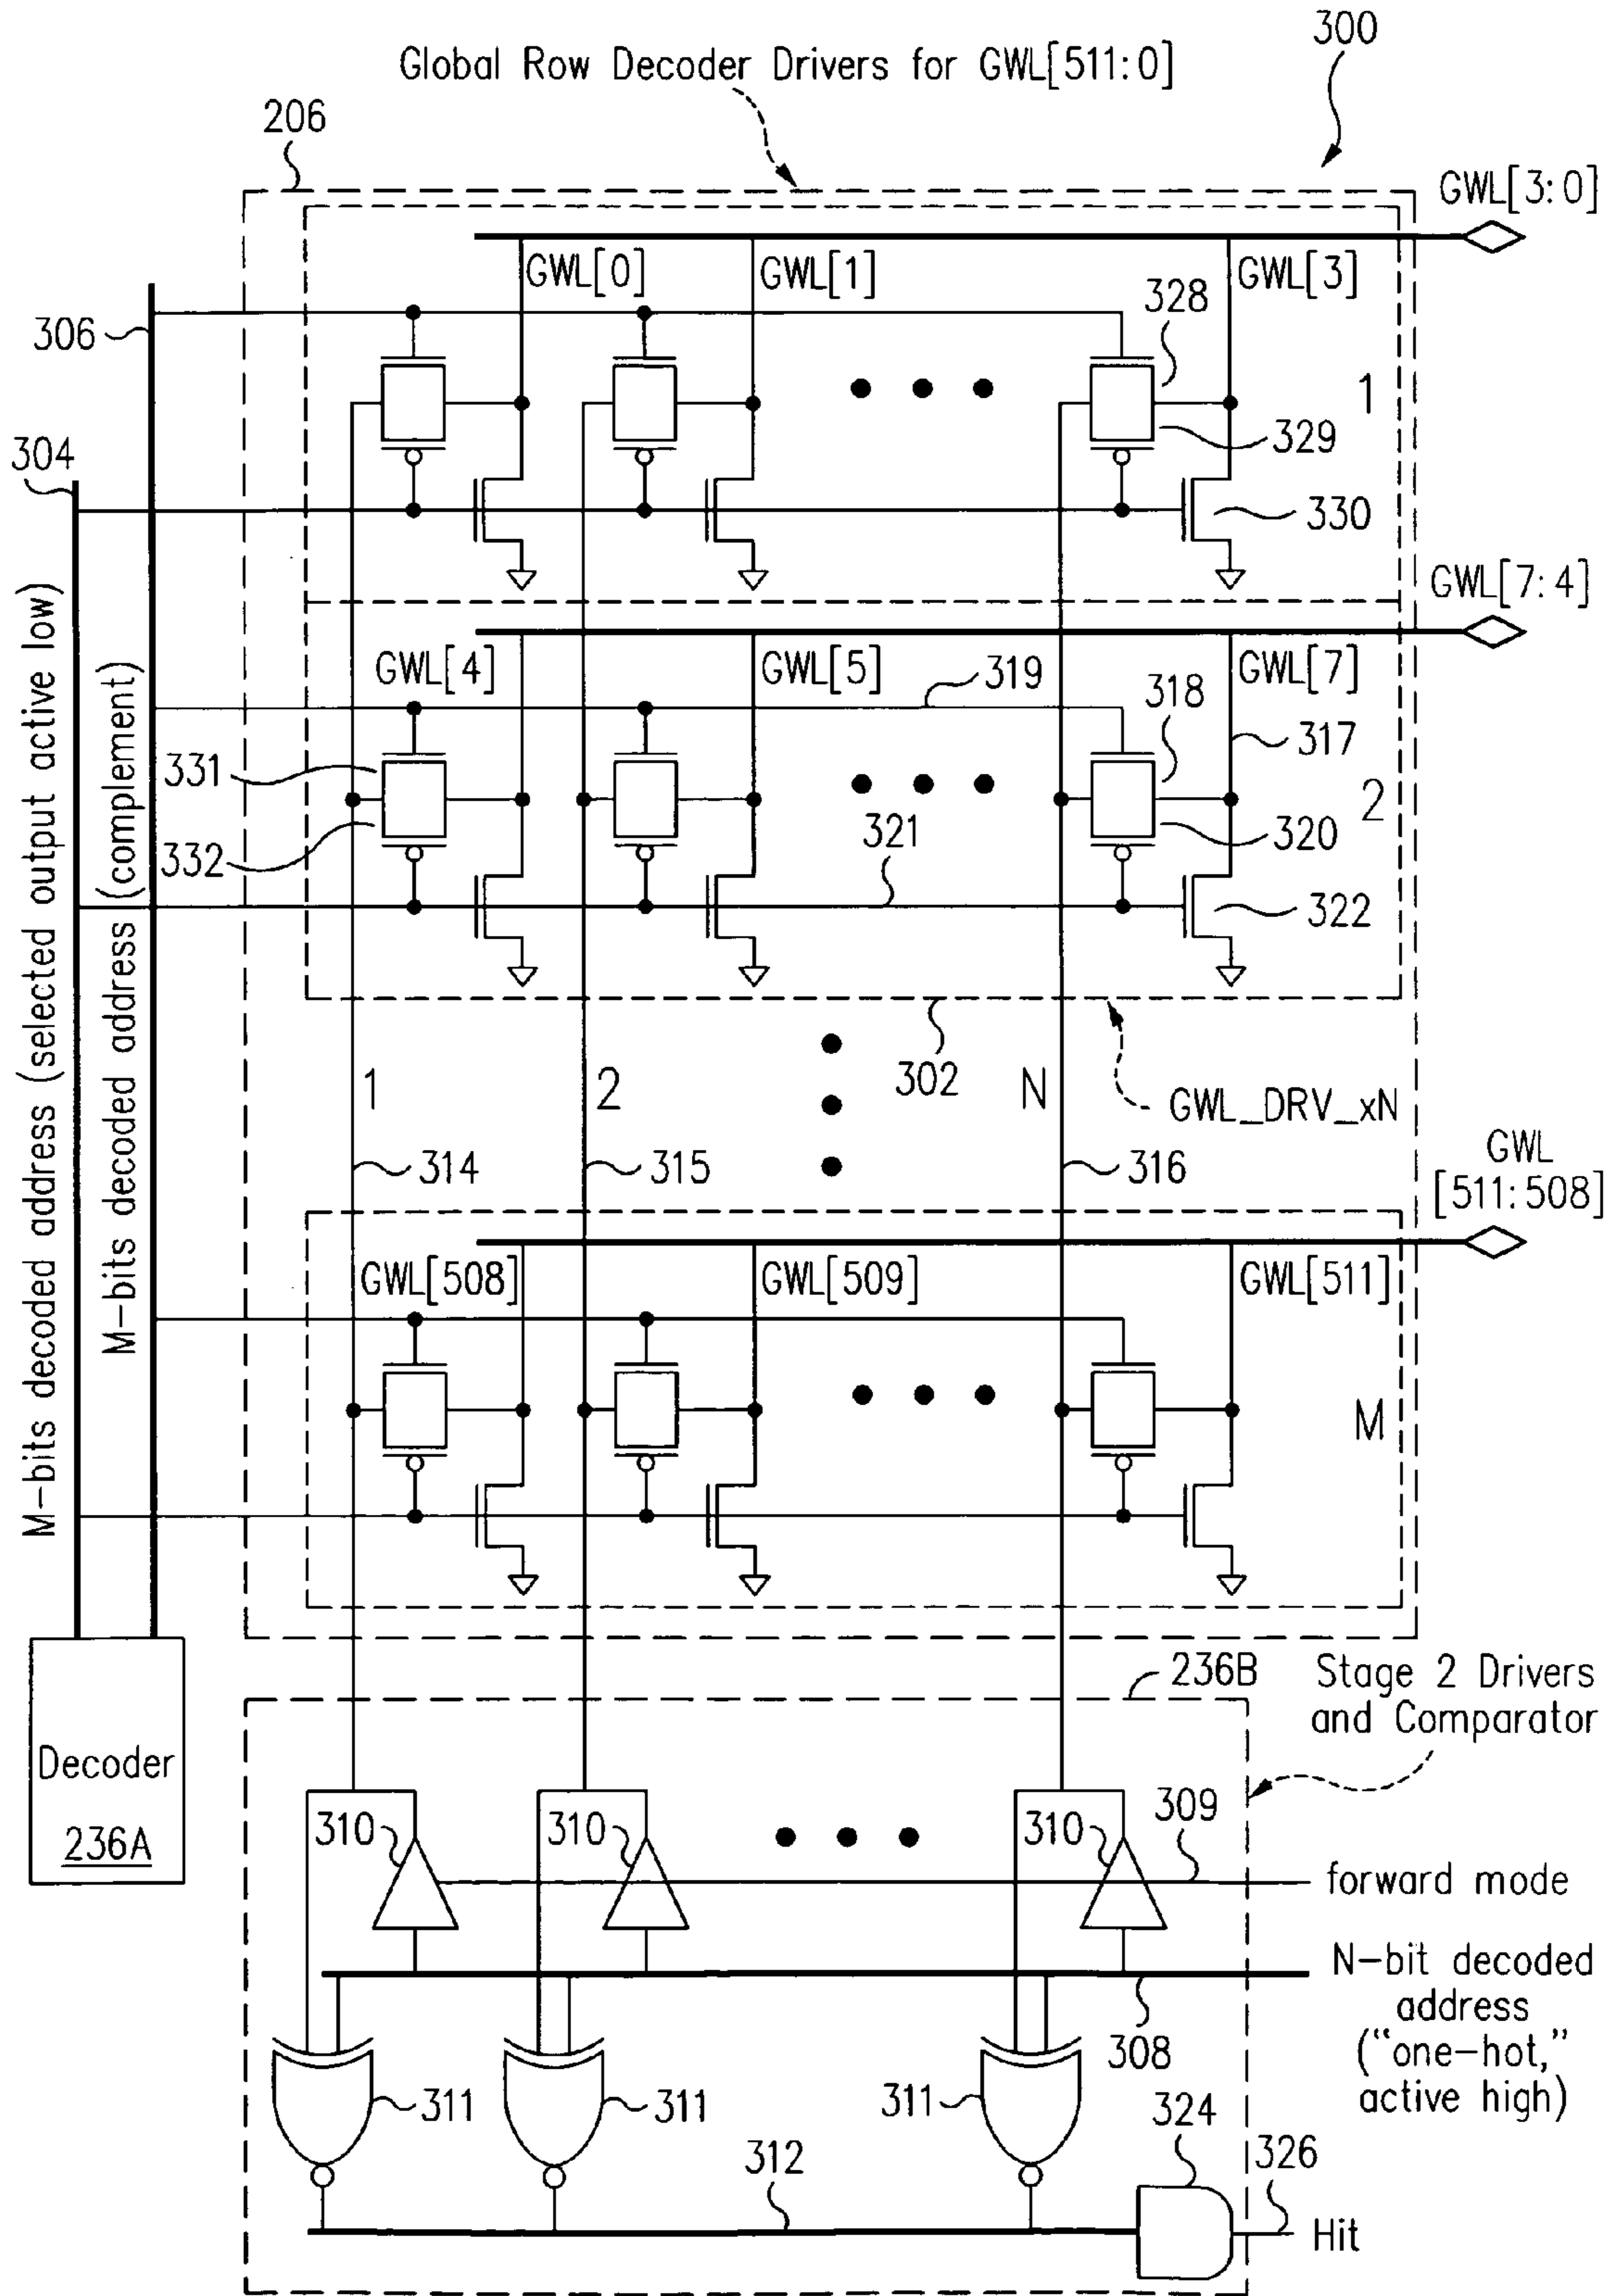 300
Global Row Decoder Drivers for GWL[511:0]
206
GWL[3:0]
GWL[0]
GWL[1]
GWL[3]
328
306
1
329
304
330
GWL[7:4]
GWL[4]
GWL[5]
319
GWL[7]
318
317
331
2
321
320
332
322
M-bits decoded address (selected output active low)
M-bits decoded address (complement)
302
1
2
N
GWL_DRV_xN
314
315
316
GWL
[511:508]
GWL[508]
GWL[509]
GWL[511]
M
236B
Stage 2 Drivers
and Comparator
Decoder
236A
310
310
310
309
forward mode
N-bit decoded
address
("one-hot,"
active high)
308
311
311
311
324
312
326
Hit